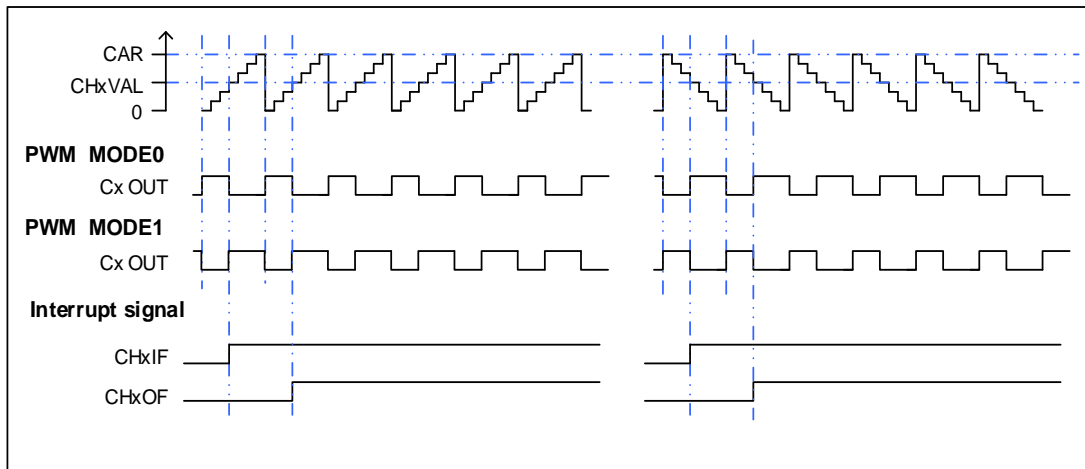 CAR
CHxVAL
0
PWM MODE0
Cx OUT
PWM MODE1
Cx OUT
Interrupt signal
CHxIF
CHxOF